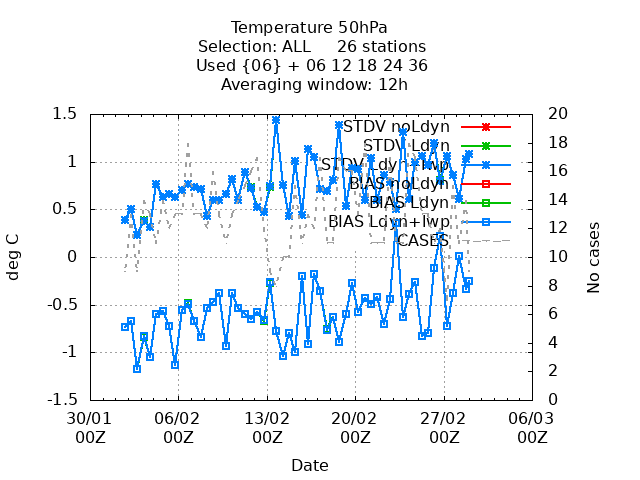 Temperature 50hPa
Selection: ALL 26 stations
Used {06} + 06 12 18 24 36
Averaging window: 12h
1.5
1
0.5
0
-0.5
-1
-1.5
20
18
16
14
12
10
8
6
4
2
0
deg C
No cases
STDV noLdyn
STDV Ldyn
STDV Ldyn+lwp
BIAS noLdyn
BIAS Ldyn
BIAS Ldyn+lwp
CASES
30/01 06/02 13/02 20/02 27/02 06/03
00Z 00Z 00Z 00Z 00Z 00Z
Date